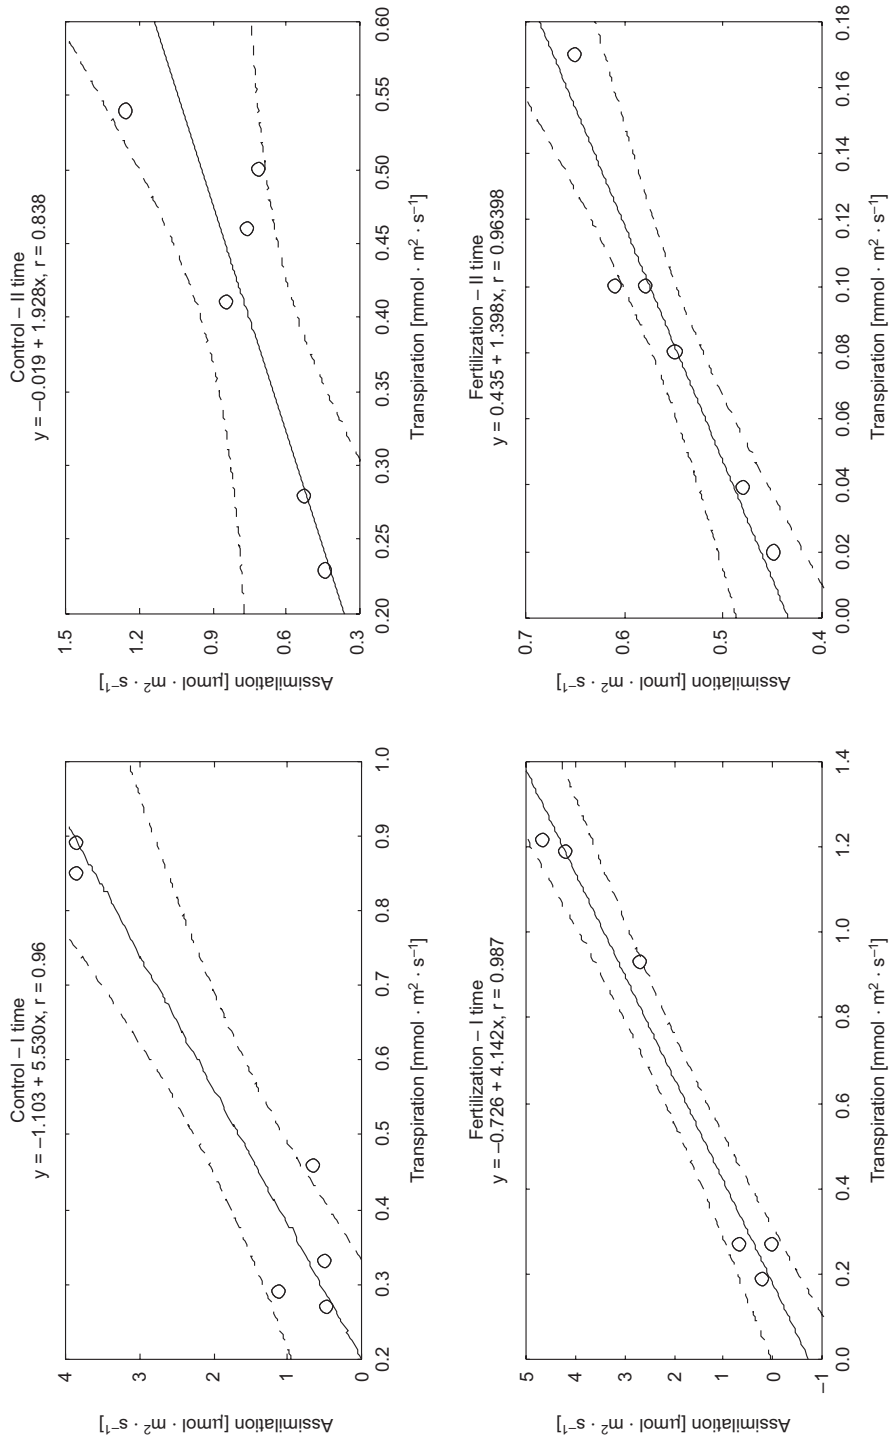 Control – I time
y = –1.103 + 5.530x, r = 0.96
4
3
2
1
0
0.2 0.3 0.4 0.5 0.6 0.7 0.8 0.9 1.0
Assimilation [μmol · m² · s⁻¹]
Transpiration [mmol · m² · s⁻¹]
Control – II time
y = –0.019 + 1.928x, r = 0.838
1.5
1.2
0.9
0.6
0.3
0.20 0.25 0.30 0.35 0.40 0.45 0.50 0.55 0.60
Assimilation [μmol · m² · s⁻¹]
Transpiration [mmol · m² · s⁻¹]
Fertilization – I time
y = –0.726 + 4.142x, r = 0.987
5
4
3
2
1
0
–1
0.0 0.2 0.4 0.6 0.8 1.0 1.2 1.4
Assimilation [μmol · m² · s⁻¹]
Transpiration [mmol · m² · s⁻¹]
Fertilization – II time
y = 0.435 + 1.398x, r = 0.96398
0.7
0.6
0.5
0.4
0.00 0.02 0.04 0.06 0.08 0.10 0.12 0.14 0.16 0.18
Assimilation [μmol · m² · s⁻¹]
Transpiration [mmol · m² · s⁻¹]